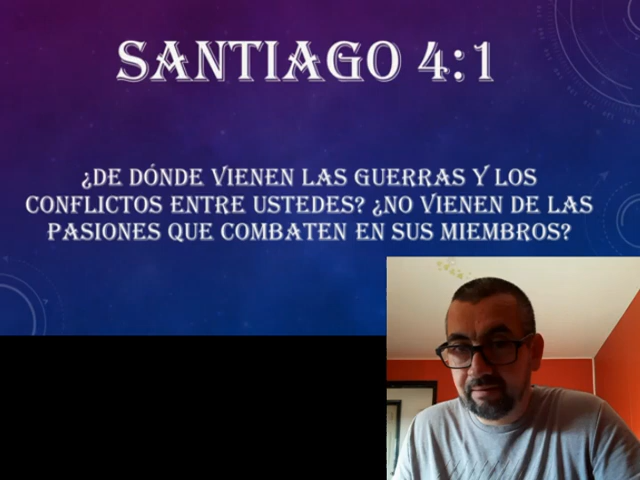 SANTIAGO 4:1
¿DE DÓNDE VIENEN LAS GUERRAS Y LOS
CONFLICTOS ENTRE USTEDES? ¿NO VIENEN DE LAS
PASIONES QUE COMBATEN EN SUS MIEMBROS?